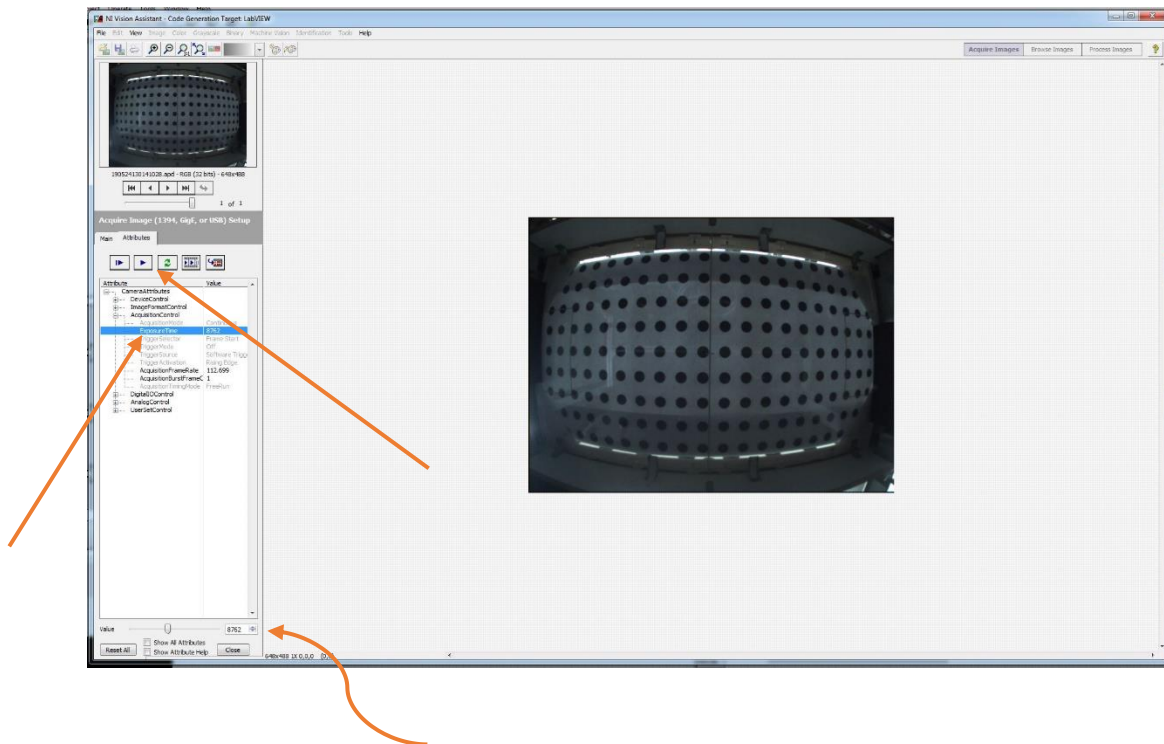 NI Vision Assistant - Code Generation Target: LabVIEW
File Edit View Image Color Grayscale Binary Machine Vision Identification Tools Help
Acquire Images Browse Images Process Images
190524130141028.apd - RGB (32 bits) - 648x488
1 of 1
Acquire Image (1394, GigE, or USB) Setup
Main Attributes
Attribute Value
CameraAttributes
DeviceControl
ImageFormatControl
AcquisitionControl
AcquisitionMode Continuous
ExposureTime 8762
TriggerSelector Frame Start
TriggerMode Off
TriggerSource Software Trigge
TriggerActivation Rising Edge
AcquisitionFrameRate 112.699
AcquisitionBurstFrameC 1
AcquisitionTimingMode FreeRun
DigitalIOControl
AnalogControl
UserSetControl
Value 8762
Show All Attributes
Reset All Show Attribute Help Close
648x488 1X 0,0,0